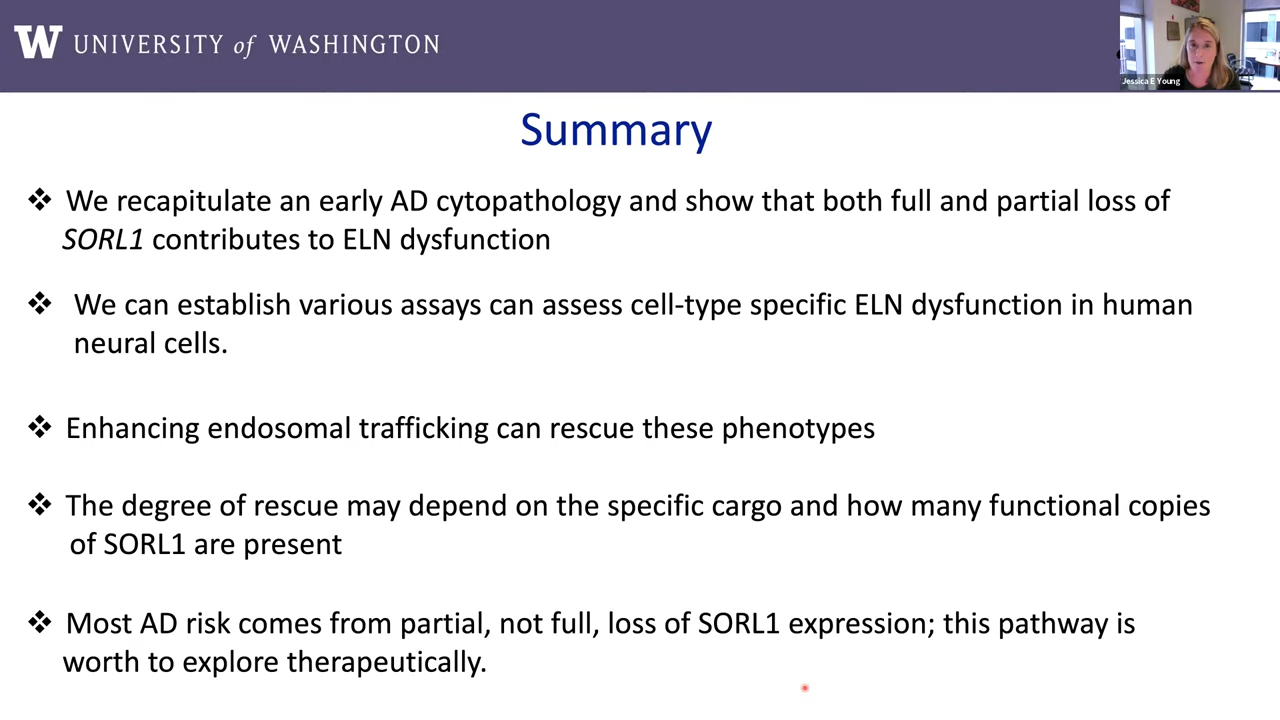 W UNIVERSITY of WASHINGTON
Jessica E Young
Summary
❖ We recapitulate an early AD cytopathology and show that both full and partial loss of
SORL1 contributes to ELN dysfunction
❖ We can establish various assays can assess cell-type specific ELN dysfunction in human
neural cells.
❖ Enhancing endosomal trafficking can rescue these phenotypes
❖ The degree of rescue may depend on the specific cargo and how many functional copies
of SORL1 are present
❖ Most AD risk comes from partial, not full, loss of SORL1 expression; this pathway is
worth to explore therapeutically.